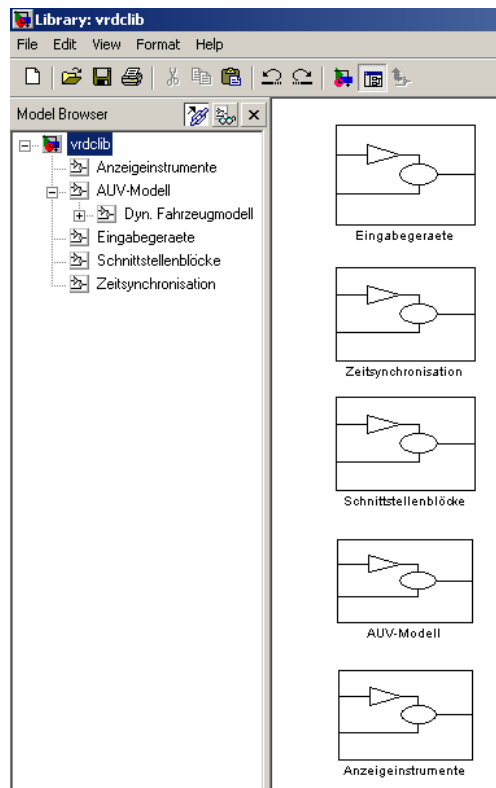 Library: vrdclib
File Edit View Format Help
Model Browser
vrdclib
Anzeigeinstrumente
AUV-Modell
Dyn. Fahrzeugmodell
Eingabegeraete
Schnittstellenblöcke
Zeitsynchronisation
Eingabegeraete
Zeitsynchronisation
Schnittstellenblöcke
AUV-Modell
Anzeigeinstrumente